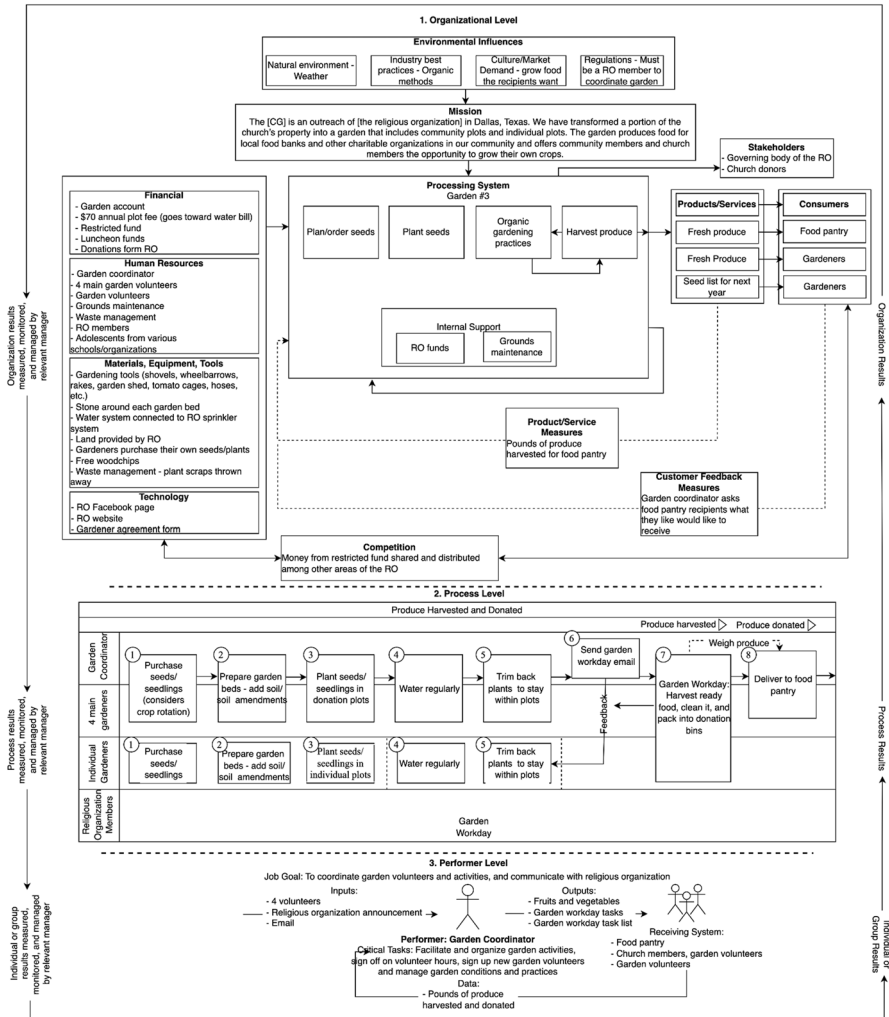 1. Organizational Level
Environmental Influences
Natural environment -
Weather
Industry best
practices - Organic
methods
Culture/Market
Demand - grow food
the recipients want
Regulations - Must
be a RO member to
coordinate garden
Mission
The [CG] is an outreach of [the religious organization] in Dallas, Texas. We have transformed a portion of the
church's property into a garden that includes community plots and individual plots. The garden produces food for
local food banks and other charitable organizations in our community and offers community members and church
members the opportunity to grow their own crops.
Stakeholders
- Governing body of the RO
- Church donors
Financial
- Garden account
- $70 annual plot fee (goes toward water bill)
- Restricted fund
- Luncheon funds
- Donations form RO
Human Resources
- Garden coordinator
- 4 main garden volunteers
- Garden volunteers
- Grounds maintenance
- Waste management
- RO members
- Adolescents from various
schools/organizations
Materials, Equipment, Tools
- Gardening tools (shovels, wheelbarrows,
rakes, garden shed, tomato cages, hoses,
etc.)
- Stone around each garden bed
- Water system connected to RO sprinkler
system
- Land provided by RO
- Gardeners purchase their own seeds/plants
- Free woodchips
- Waste management - plant scraps thrown
away
Technology
- RO Facebook page
- RO website
- Gardener agreement form
Processing System
Garden #3
Plan/order seeds
Plant seeds
Organic
gardening
practices
Harvest produce
Internal Support
RO funds
Grounds
maintenance
Products/Services
Fresh produce
Fresh Produce
Seed list for next
year
Consumers
Food pantry
Gardeners
Gardeners
Product/Service
Measures
Pounds of produce
harvested for food pantry
Customer Feedback
Measures
Garden coordinator asks
food pantry recipients what
they like would like to
receive
Competition
Money from restricted fund shared and distributed
among other areas of the RO
Organization results
measured, monitored,
and managed by
relevant manager
Organization Results
2. Process Level
Produce Harvested and Donated
Produce harvested
Produce donated
Garden
Coordinator
4 main
gardeners
Individual
Gardeners
Religious
Organization
Members
1
Purchase
seeds/
seedlings
(considers
crop rotation)
2
Prepare garden
beds - add soil/
soil amendments
3
Plant seeds/
seedlings in
donation plots
4
Water regularly
5
Trim back
plants to stay
within plots
6
Send garden
workday email
Feedback
7
Garden Workday:
Harvest ready
food, clean it, and
pack into donation
bins
Weigh produce
8
Deliver to food
pantry
1
Purchase
seeds/
seedlings
2
Prepare garden
beds - add soil/
soil amendments
3
Plant seeds/
seedlings in
individual plots
4
Water regularly
5
Trim back
plants to stay
within plots
Garden
Workday
Process results
measured, monitored,
and managed by
relevant manager
Process Results
3. Performer Level
Job Goal: To coordinate garden volunteers and activities, and communicate with religious organization
Inputs:
- 4 volunteers
- Religious organization announcement
- Email
Outputs:
- Fruits and vegetables
- Garden workday tasks
- Garden workday task list
Receiving System:
- Food pantry
- Church members, garden volunteers
- Garden volunteers
Performer: Garden Coordinator
Critical Tasks: Facilitate and organize garden activities,
sign off on volunteer hours, sign up new garden volunteers
and manage garden conditions and practices
Data:
- Pounds of produce
harvested and donated
Individual or group
results measured,
monitored, and managed
by relevant manager
Individual or
Group Results